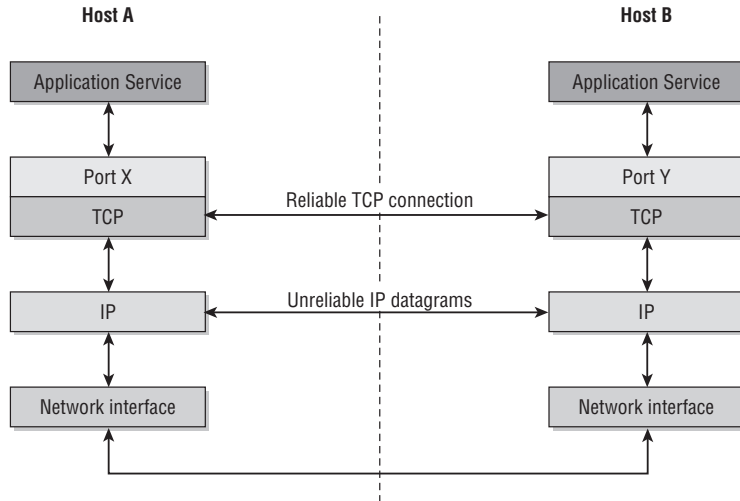 Host A
Host B
Application Service
Application Service
Port X
Port Y
TCP
Reliable TCP connection
TCP
IP
Unreliable IP datagrams
IP
Network interface
Network interface